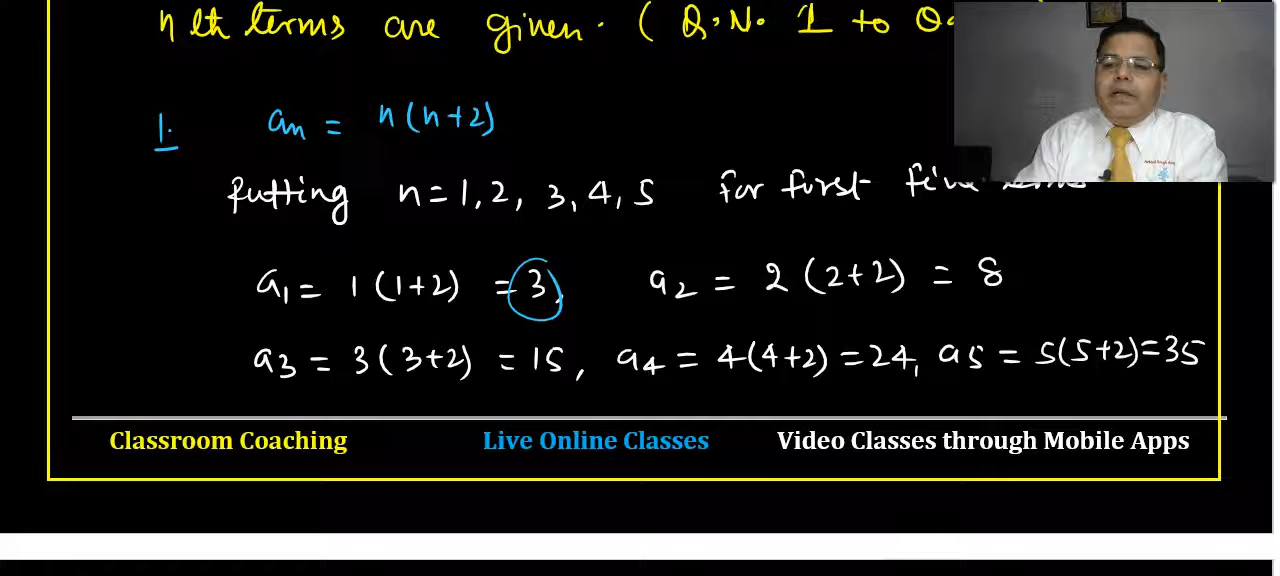 nth terms are given. ( Q.N. 1 to
1. an = n(n+2)
Putting n=1, 2, 3, 4, 5 for first five
a1 = 1(1+2) = 3, a2 = 2(2+2) = 8
a3 = 3(3+2) = 15, a4 = 4(4+2) = 24, a5 = 5(5+2) = 35
Classroom Coaching Live Online Classes Video Classes through Mobile Apps